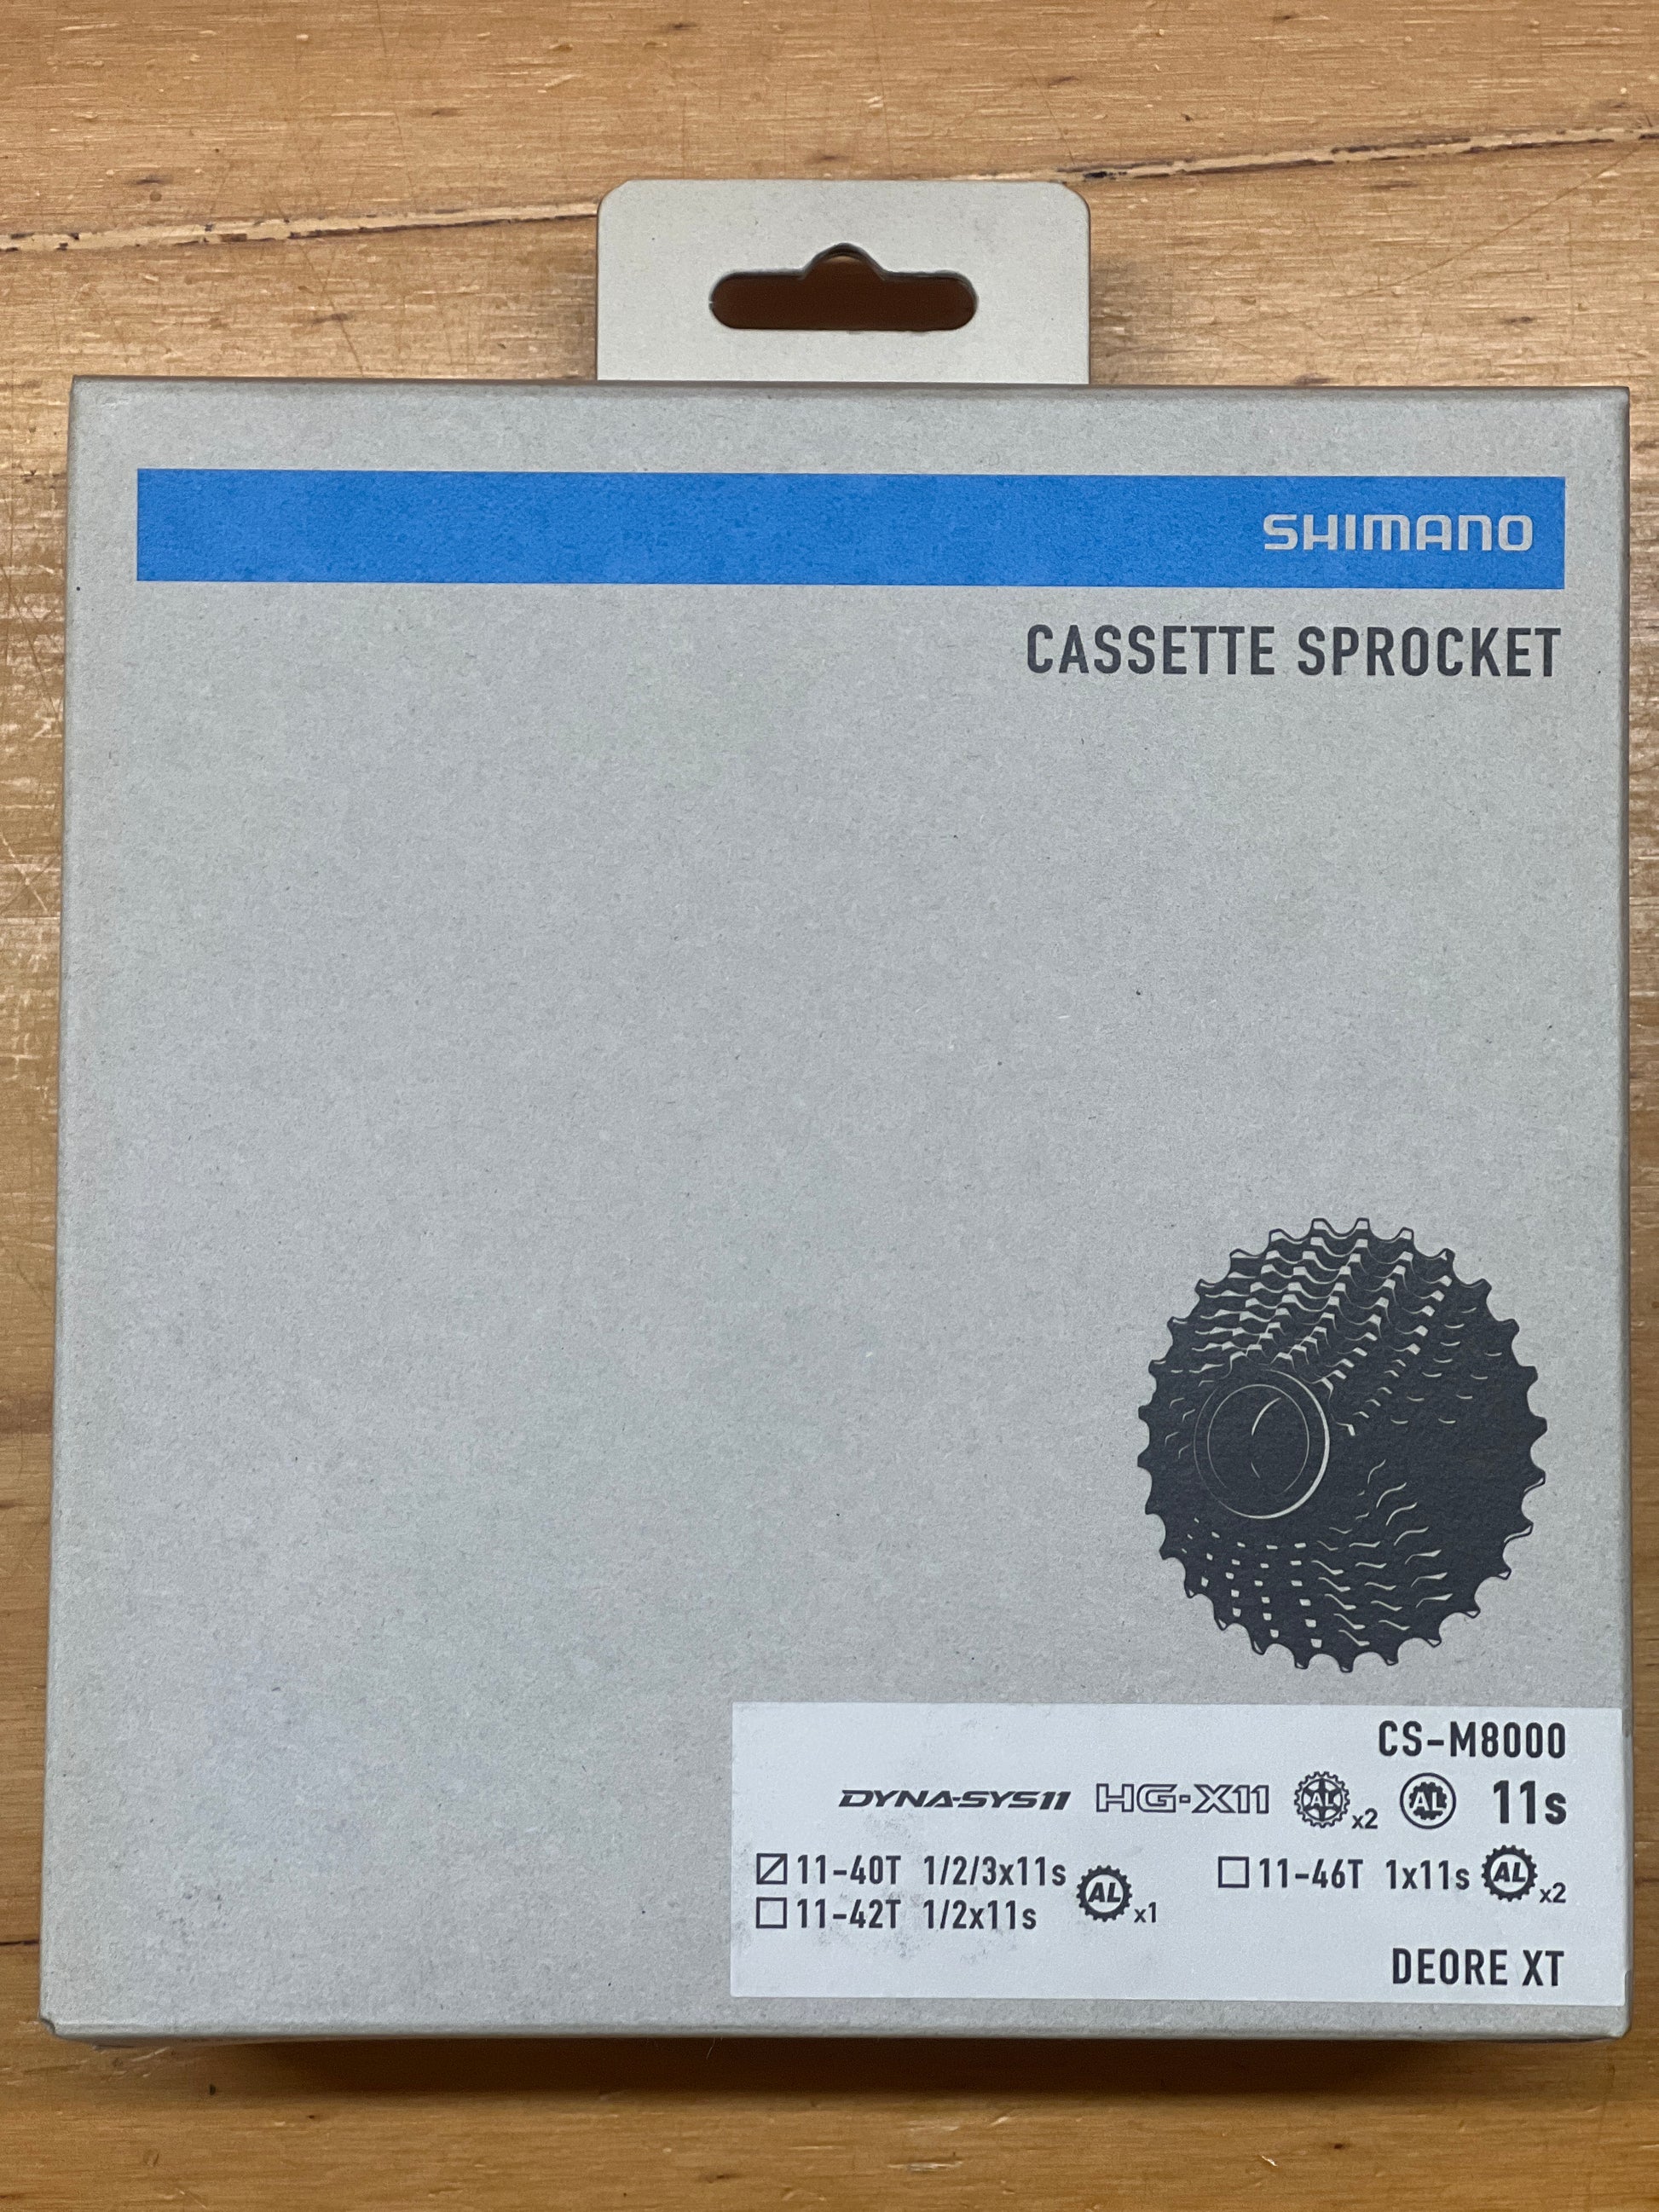 SHIMANO
CASSETTE SPROCKET
CS-M8000
DYNA-SYS11 HG-X11 AL x2 AL 11s
☑11-40T 1/2/3x11s AL x1 ☐11-46T 1x11s AL x2
☐11-42T 1/2x11s
DEORE XT